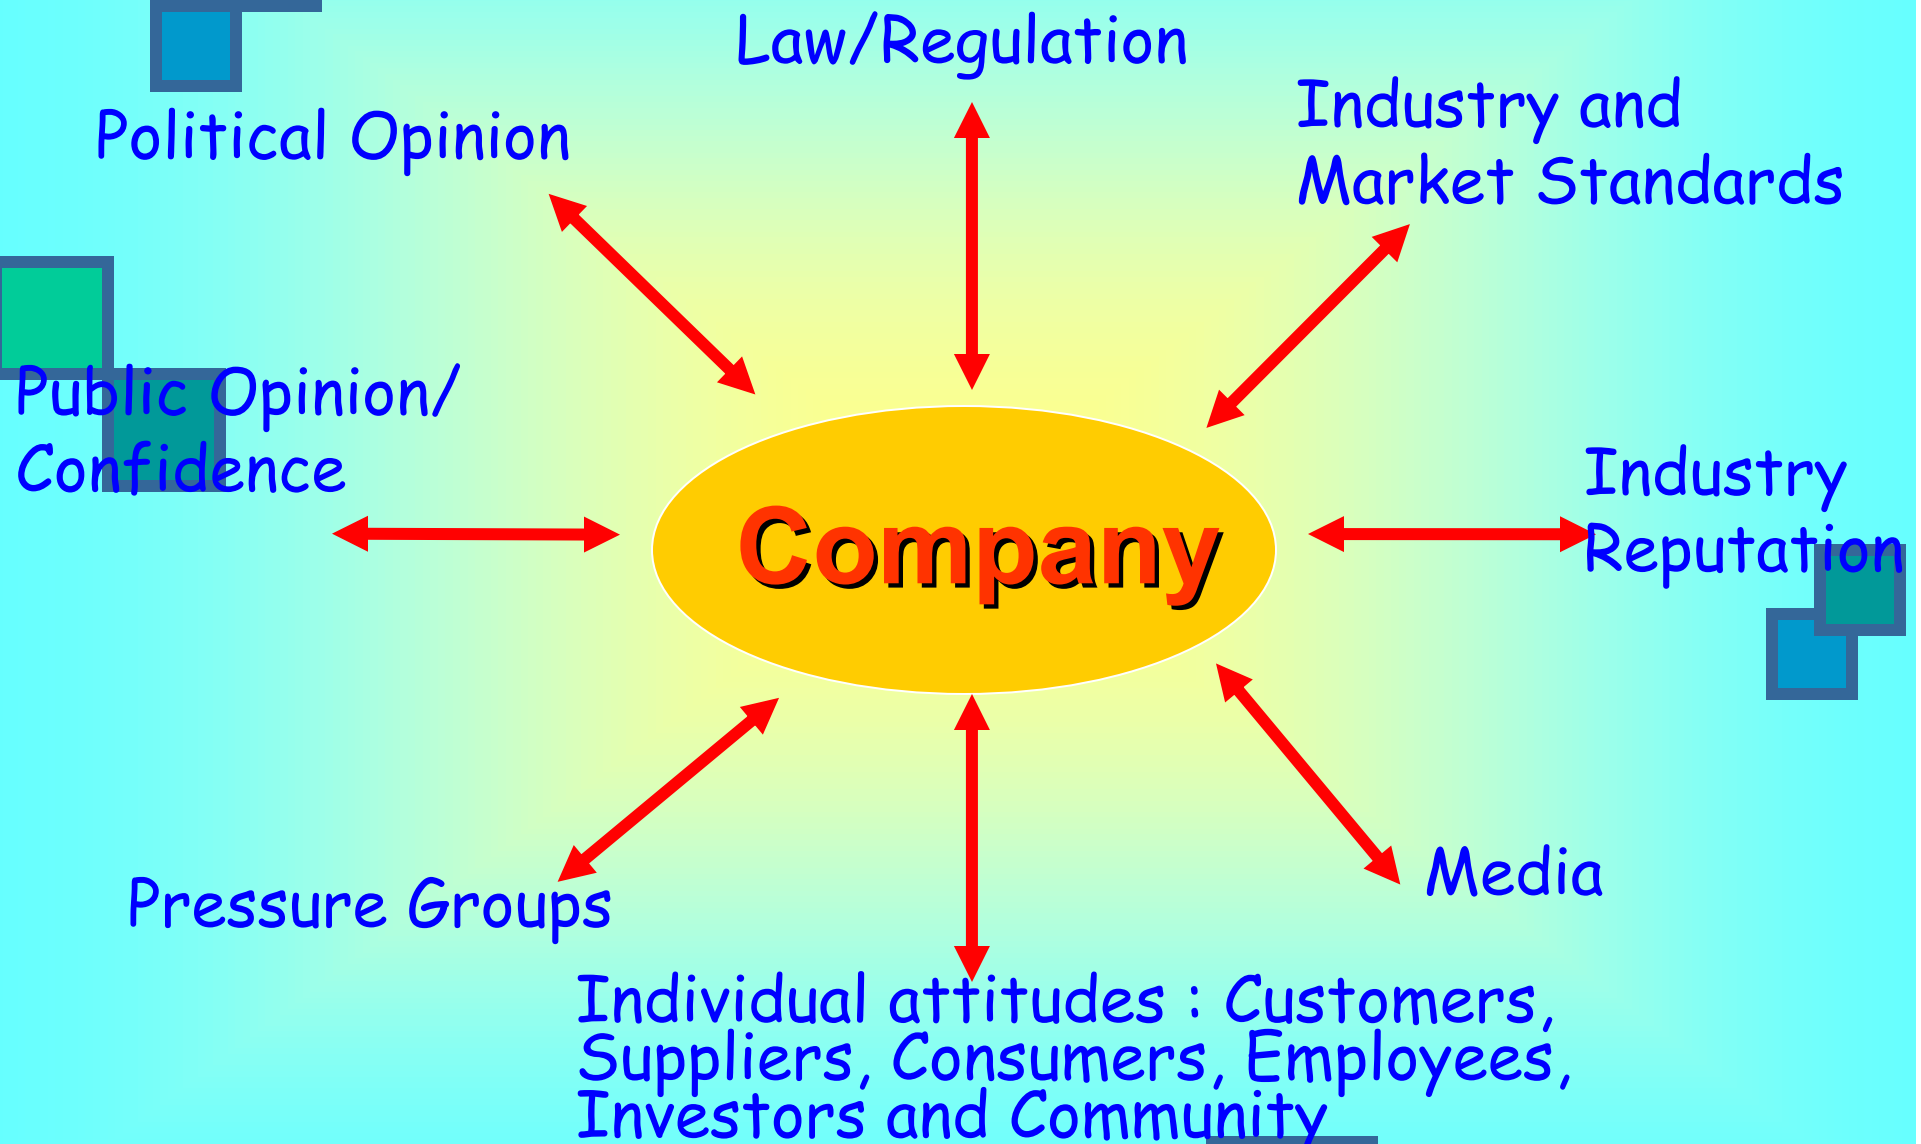 Law/Regulation
Political Opinion
Industry and
Market Standards
Public Opinion/
Confidence
Company
Industry
Reputation
Pressure Groups
Media
Individual attitudes : Customers,
Suppliers, Consumers, Employees,
Investors and Community